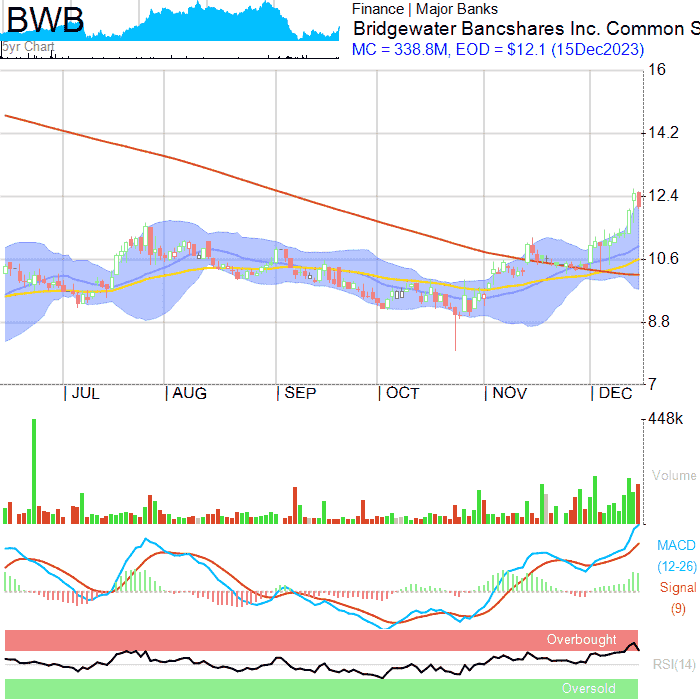 BWB
5yr Chart
Finance | Major Banks
Bridgewater Bancshares Inc. Common S
MC = 338.8M, EOD = $12.1 (15Dec2023)
16
14.2
12.4
10.6
8.8
7
JUL AUG SEP OCT NOV DEC
448k
Volume
MACD
(12-26)
Signal
(9)
Overbought
RSI(14)
Oversold